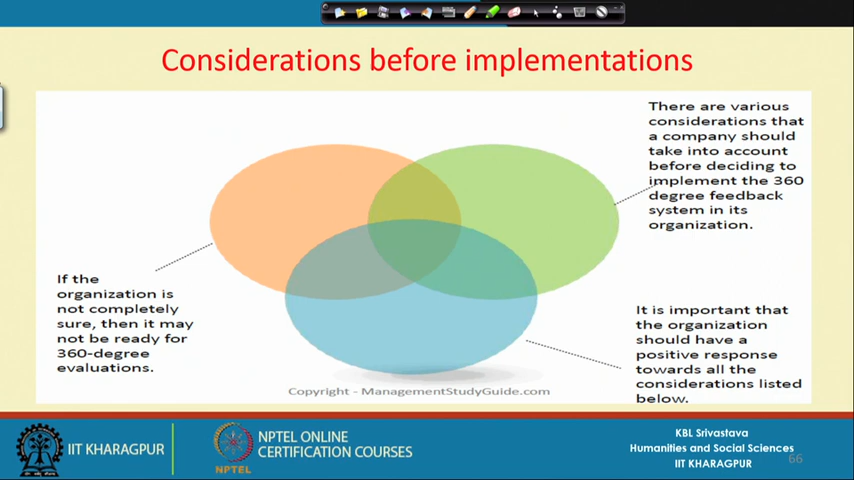 Considerations before implementations
There are various
considerations that
a company should
take into account
before deciding to
implement the 360
degree feedback
system in its
organization.
If the
organization is
not completely
sure, then it may
not be ready for
360-degree
evaluations.
It is important that
the organization
should have a
positive response
towards all the
considerations listed
below.
Copyright - ManagementStudyGuide.com
IIT KHARAGPUR
NPTEL
NPTEL ONLINE
CERTIFICATION COURSES
KBL Srivastava
Humanities and Social Sciences
IIT KHARAGPUR
66